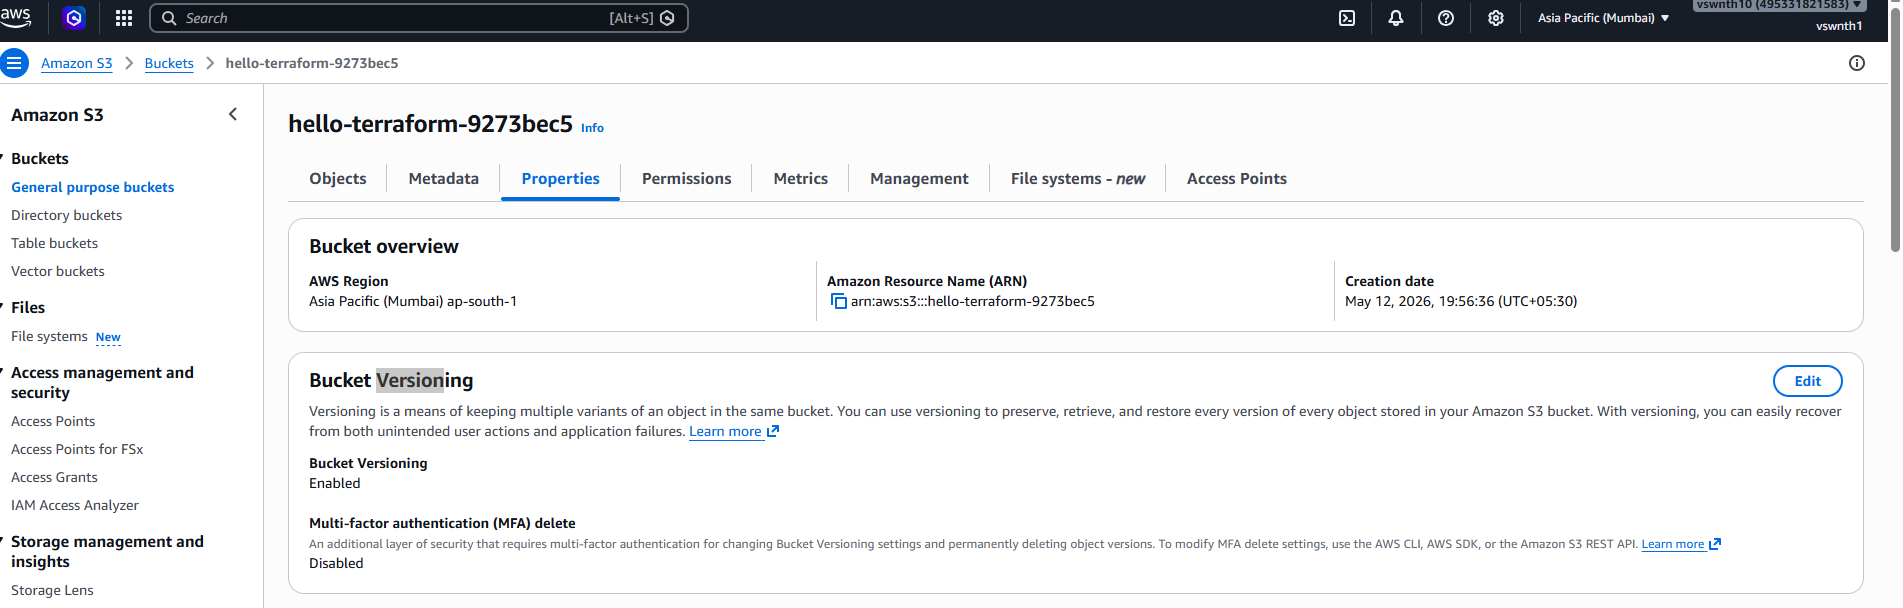 aws
Search [Alt+S]
Asia Pacific (Mumbai) ▼
vswnth10 (495331821583) ▼
vswnth1
Amazon S3 > Buckets > hello-terraform-9273bec5
Amazon S3
Buckets
General purpose buckets
Directory buckets
Table buckets
Vector buckets
Files
File systems New
Access management and
security
Access Points
Access Points for FSx
Access Grants
IAM Access Analyzer
Storage management and
insights
Storage Lens
hello-terraform-9273bec5 Info
Objects
Metadata
Properties
Permissions
Metrics
Management
File systems - new
Access Points
Bucket overview
AWS Region
Asia Pacific (Mumbai) ap-south-1
Amazon Resource Name (ARN)
arn:aws:s3:::hello-terraform-9273bec5
Creation date
May 12, 2026, 19:56:36 (UTC+05:30)
Bucket Versioning
Edit
Versioning is a means of keeping multiple variants of an object in the same bucket. You can use versioning to preserve, retrieve, and restore every version of every object stored in your Amazon S3 bucket. With versioning, you can easily recover
from both unintended user actions and application failures. Learn more
Bucket Versioning
Enabled
Multi-factor authentication (MFA) delete
An additional layer of security that requires multi-factor authentication for changing Bucket Versioning settings and permanently deleting object versions. To modify MFA delete settings, use the AWS CLI, AWS SDK, or the Amazon S3 REST API. Learn more
Disabled